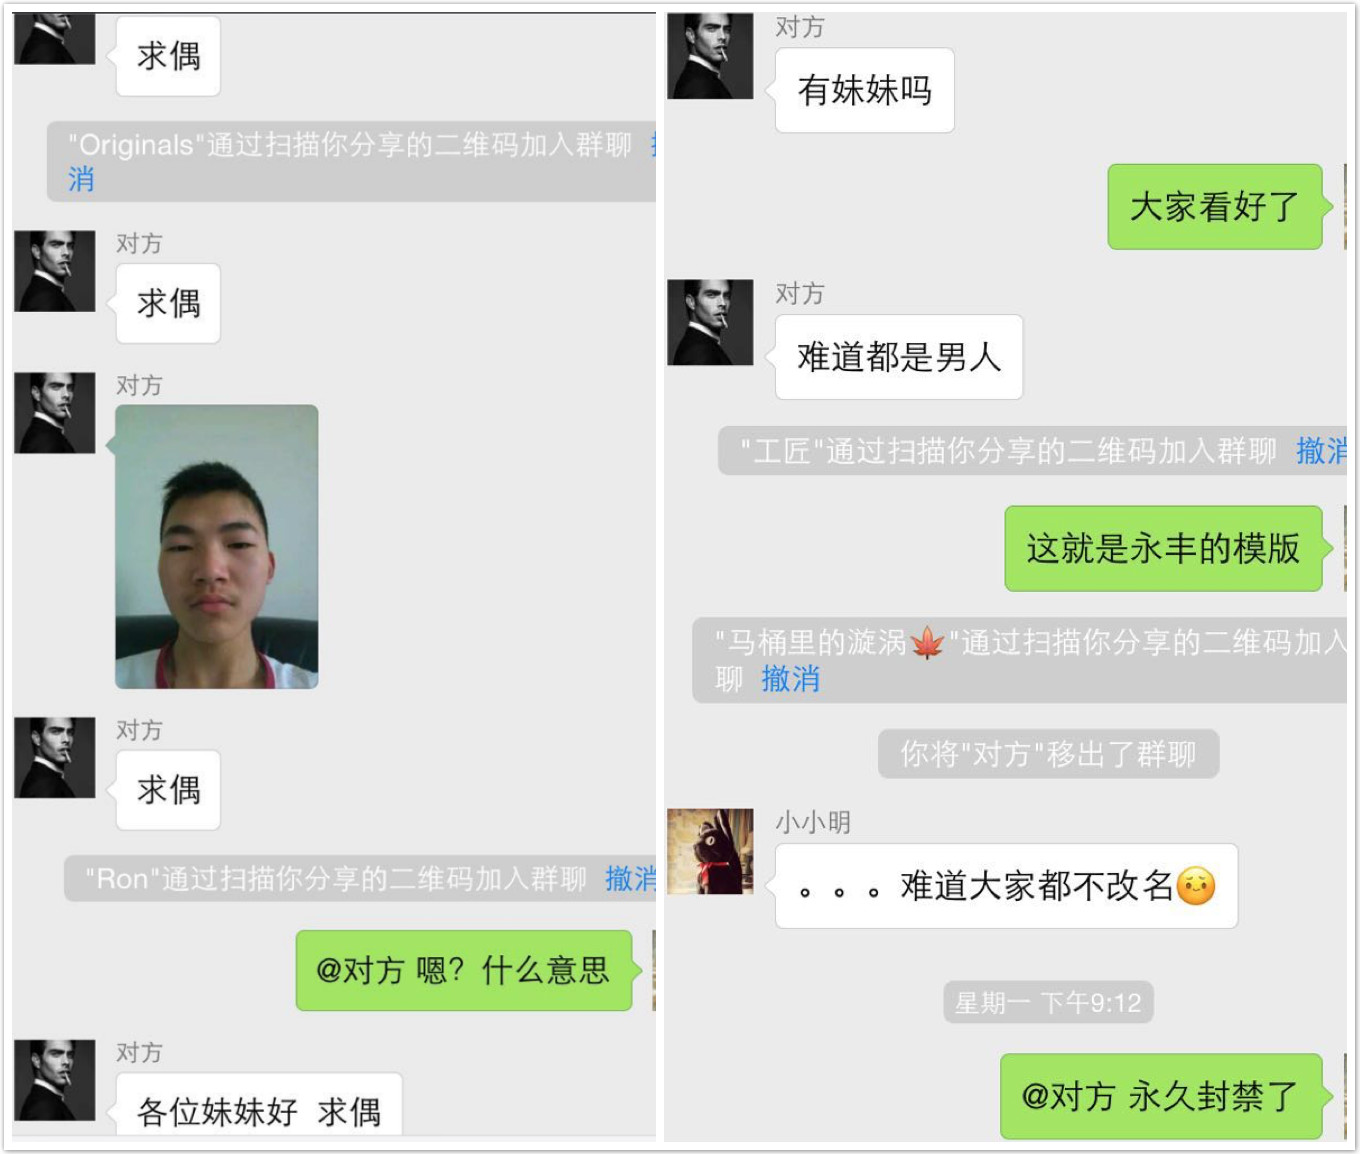 求偶
"Originals"通过扫描你分享的二维码加入群聊
消
对方
求偶
对方
对方
求偶
"Ron"通过扫描你分享的二维码加入群聊 撤消
@对方 嗯？什么意思
对方
各位妹妹好 求偶
对方
有妹妹吗
大家看好了
对方
难道都是男人
"工匠"通过扫描你分享的二维码加入群聊 撤消
这就是永丰的模版
"马桶里的漩涡🍁"通过扫描你分享的二维码加入
聊 撤消
你将"对方"移出了群聊
小小明
。。。难道大家都不改名
星期一 下午9:12
@对方 永久封禁了